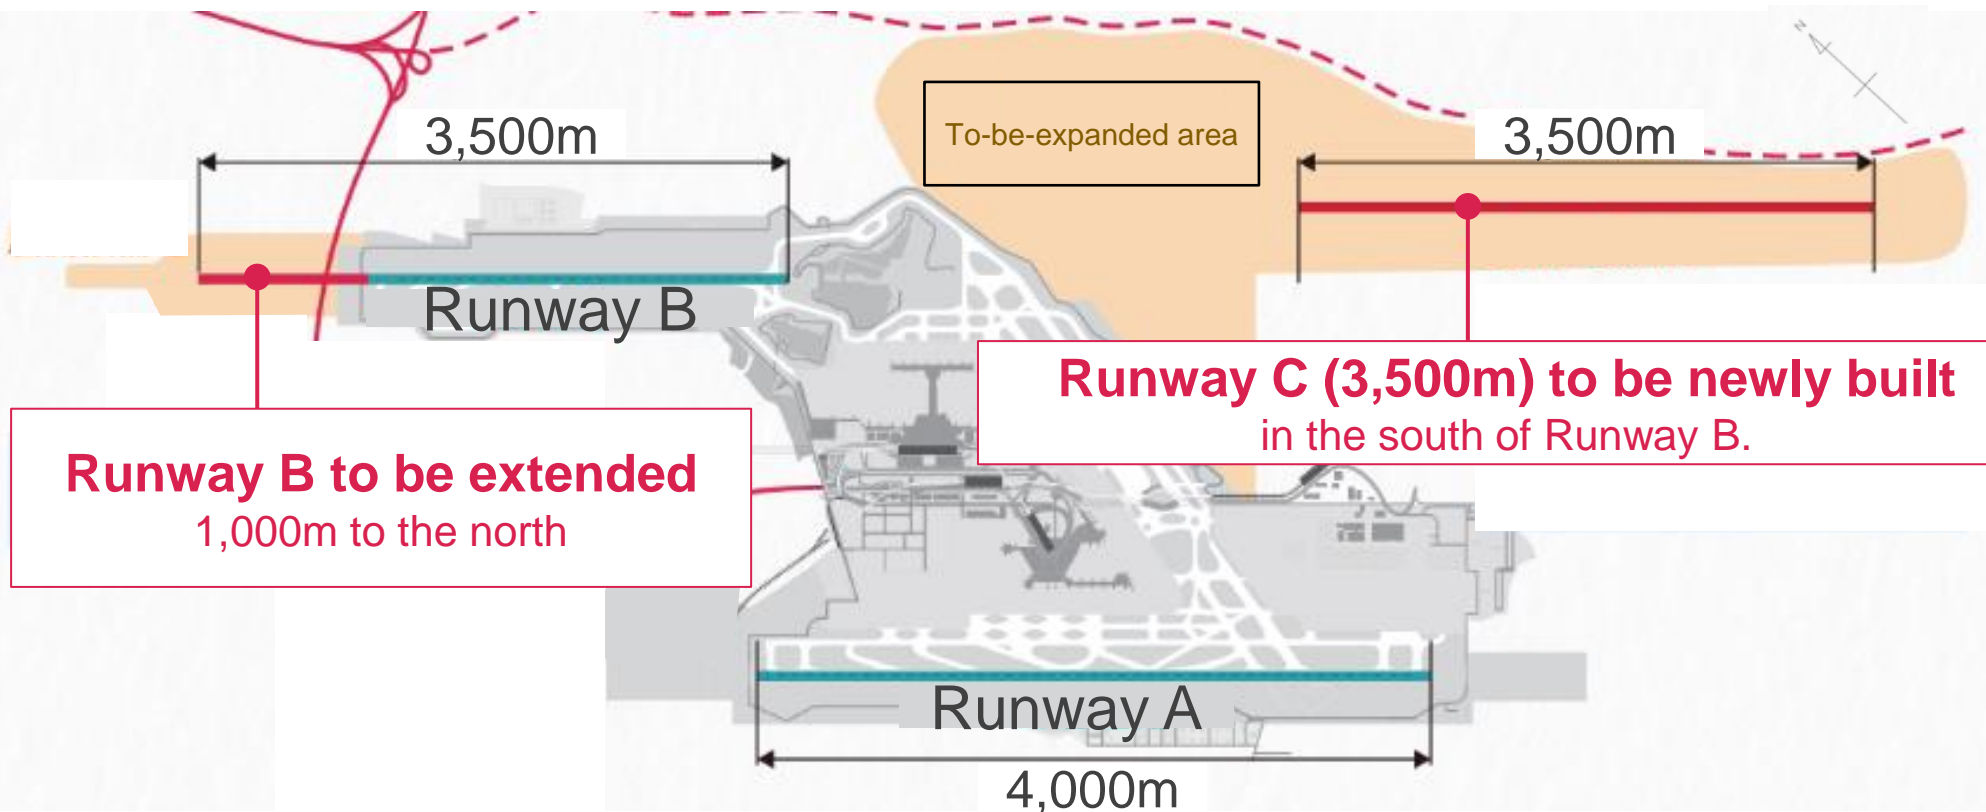 N
3,500m
To-be-expanded area
3,500m
Runway B
Runway C (3,500m) to be newly built
in the south of Runway B.
Runway B to be extended
1,000m to the north
Runway A
4,000m